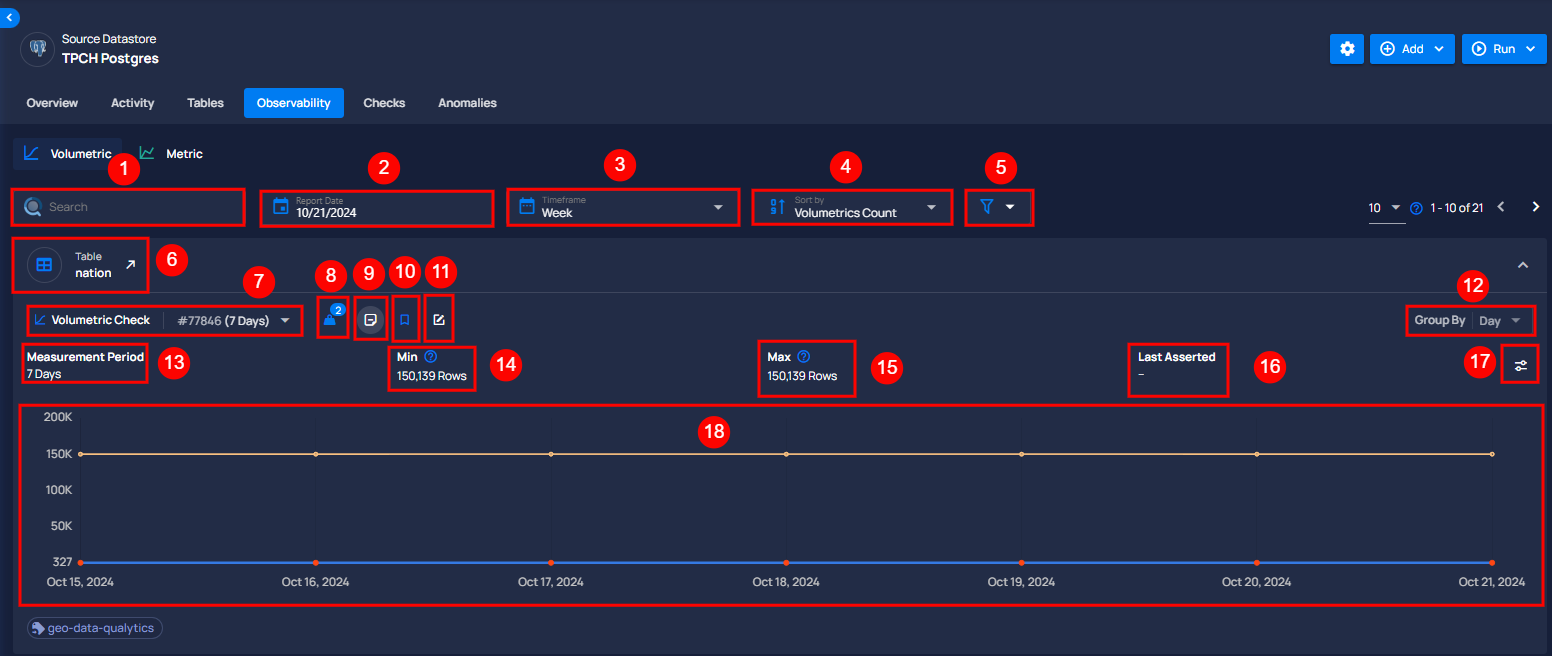 Source Datastore
TPCH Postgres
Add
Run
Overview Activity Tables Observability Checks Anomalies
Volumetric Metric
1 2 3 4 5
Search
Report Date
10/21/2024
Timeframe
Week
Sort by
Volumetrics Count
10 1 - 10 of 21
Table
nation
6 7 8 9 10 11 12
2
Volumetric Check #77846 (7 Days)
Group By Day
Measurement Period
7 Days
13
Min
150,139 Rows
14
Max
150,139 Rows
15
Last Asserted
–
16
17
18
200K
150K
100K
50K
327
Oct 15, 2024 Oct 16, 2024 Oct 17, 2024 Oct 18, 2024 Oct 19, 2024 Oct 20, 2024 Oct 21, 2024
geo-data-qualytics